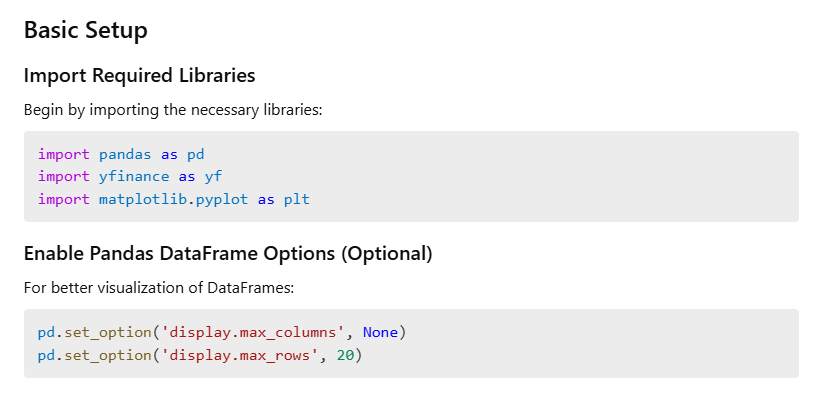 Basic Setup
Import Required Libraries
Begin by importing the necessary libraries:
import pandas as pd
import yfinance as yf
import matplotlib.pyplot as plt
Enable Pandas DataFrame Options (Optional)
For better visualization of DataFrames:
pd.set_option('display.max_columns', None)
pd.set_option('display.max_rows', 20)